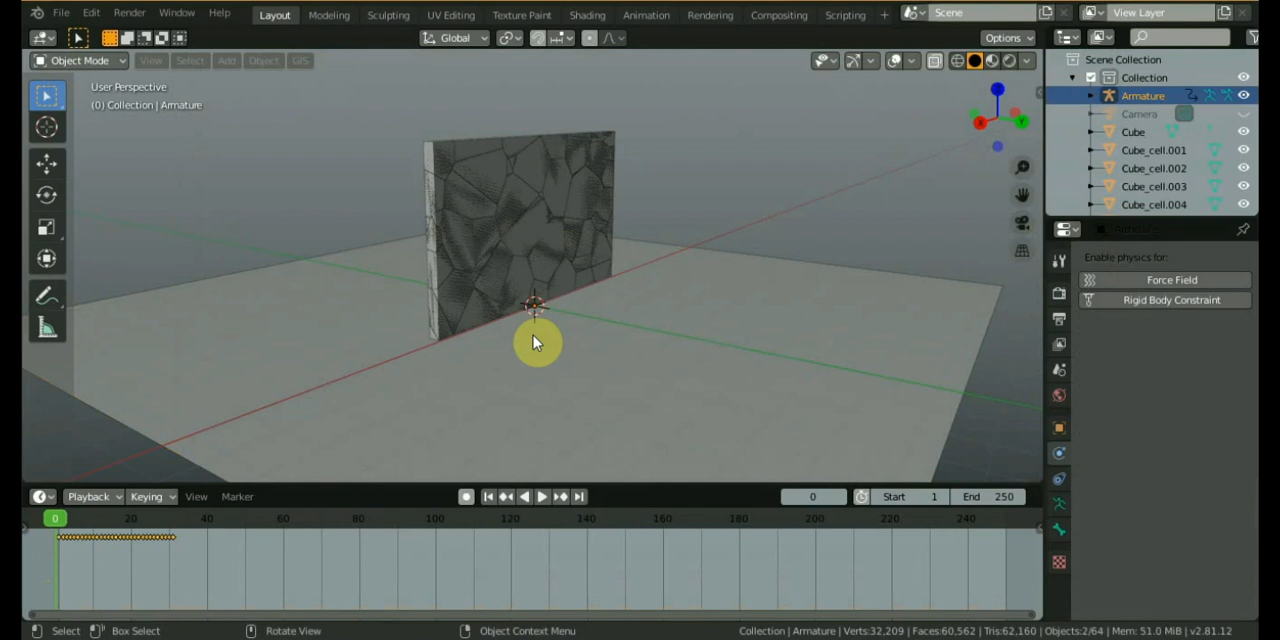 File Edit Render Window Help Layout Modeling Sculpting UV Editing Texture Paint Shading Animation Rendering Compositing Scripting + Scene View Layer
Global Options
Object Mode View Select Add Object GIS
User Perspective
(0) Collection | Armature
X Y Z
Scene Collection
Collection
Armature
Camera
Cube
Cube_cell.001
Cube_cell.002
Cube_cell.003
Cube_cell.004
Enable physics for:
Force Field
Rigid Body Constraint
Playback Keying View Marker 0 Start 1 End 250
0 20 40 60 80 100 120 140 160 180 200 220 240
Select Box Select Rotate View Object Context Menu Collection | Armature | Verts:32,209 | Faces:60,562 | Tris:62,160 | Objects:2/64 | Mem: 51.0 MiB | v2.81.12